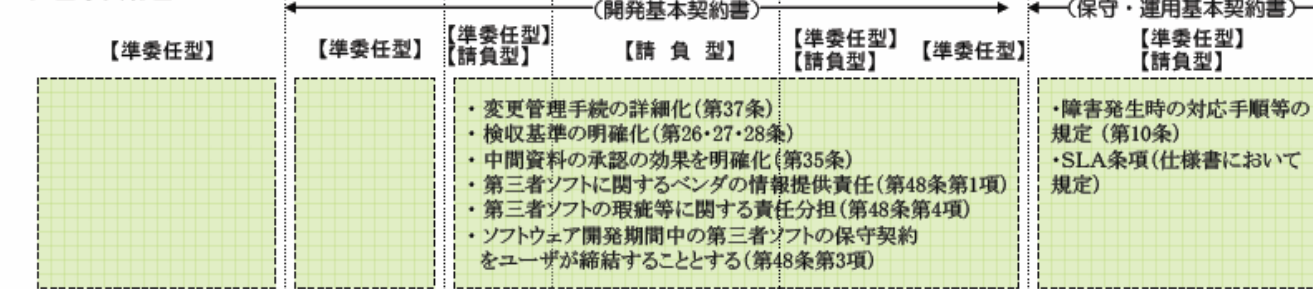 (開発基本契約書)
(保守・運用基本契約書)
【準委任型】
【準委任型】
【準委任型】
【請負型】
【請 負 型】
【準委任型】
【請負型】
【準委任型】
【準委任型】
【請負型】
・変更管理手続の詳細化(第37条)
・検収基準の明確化(第26・27・28条)
・中間資料の承認の効果を明確化(第35条)
・第三者ソフトに関するベンダの情報提供責任(第48条第1項)
・第三者ソフトの瑕疵等に関する責任分担(第48条第4項)
・ソフトウェア開発期間中の第三者ソフトの保守契約
をユーザが締結することとする(第48条第3項)
・障害発生時の対応手順等の
規定 (第10条)
・SLA条項(仕様書において
規定)